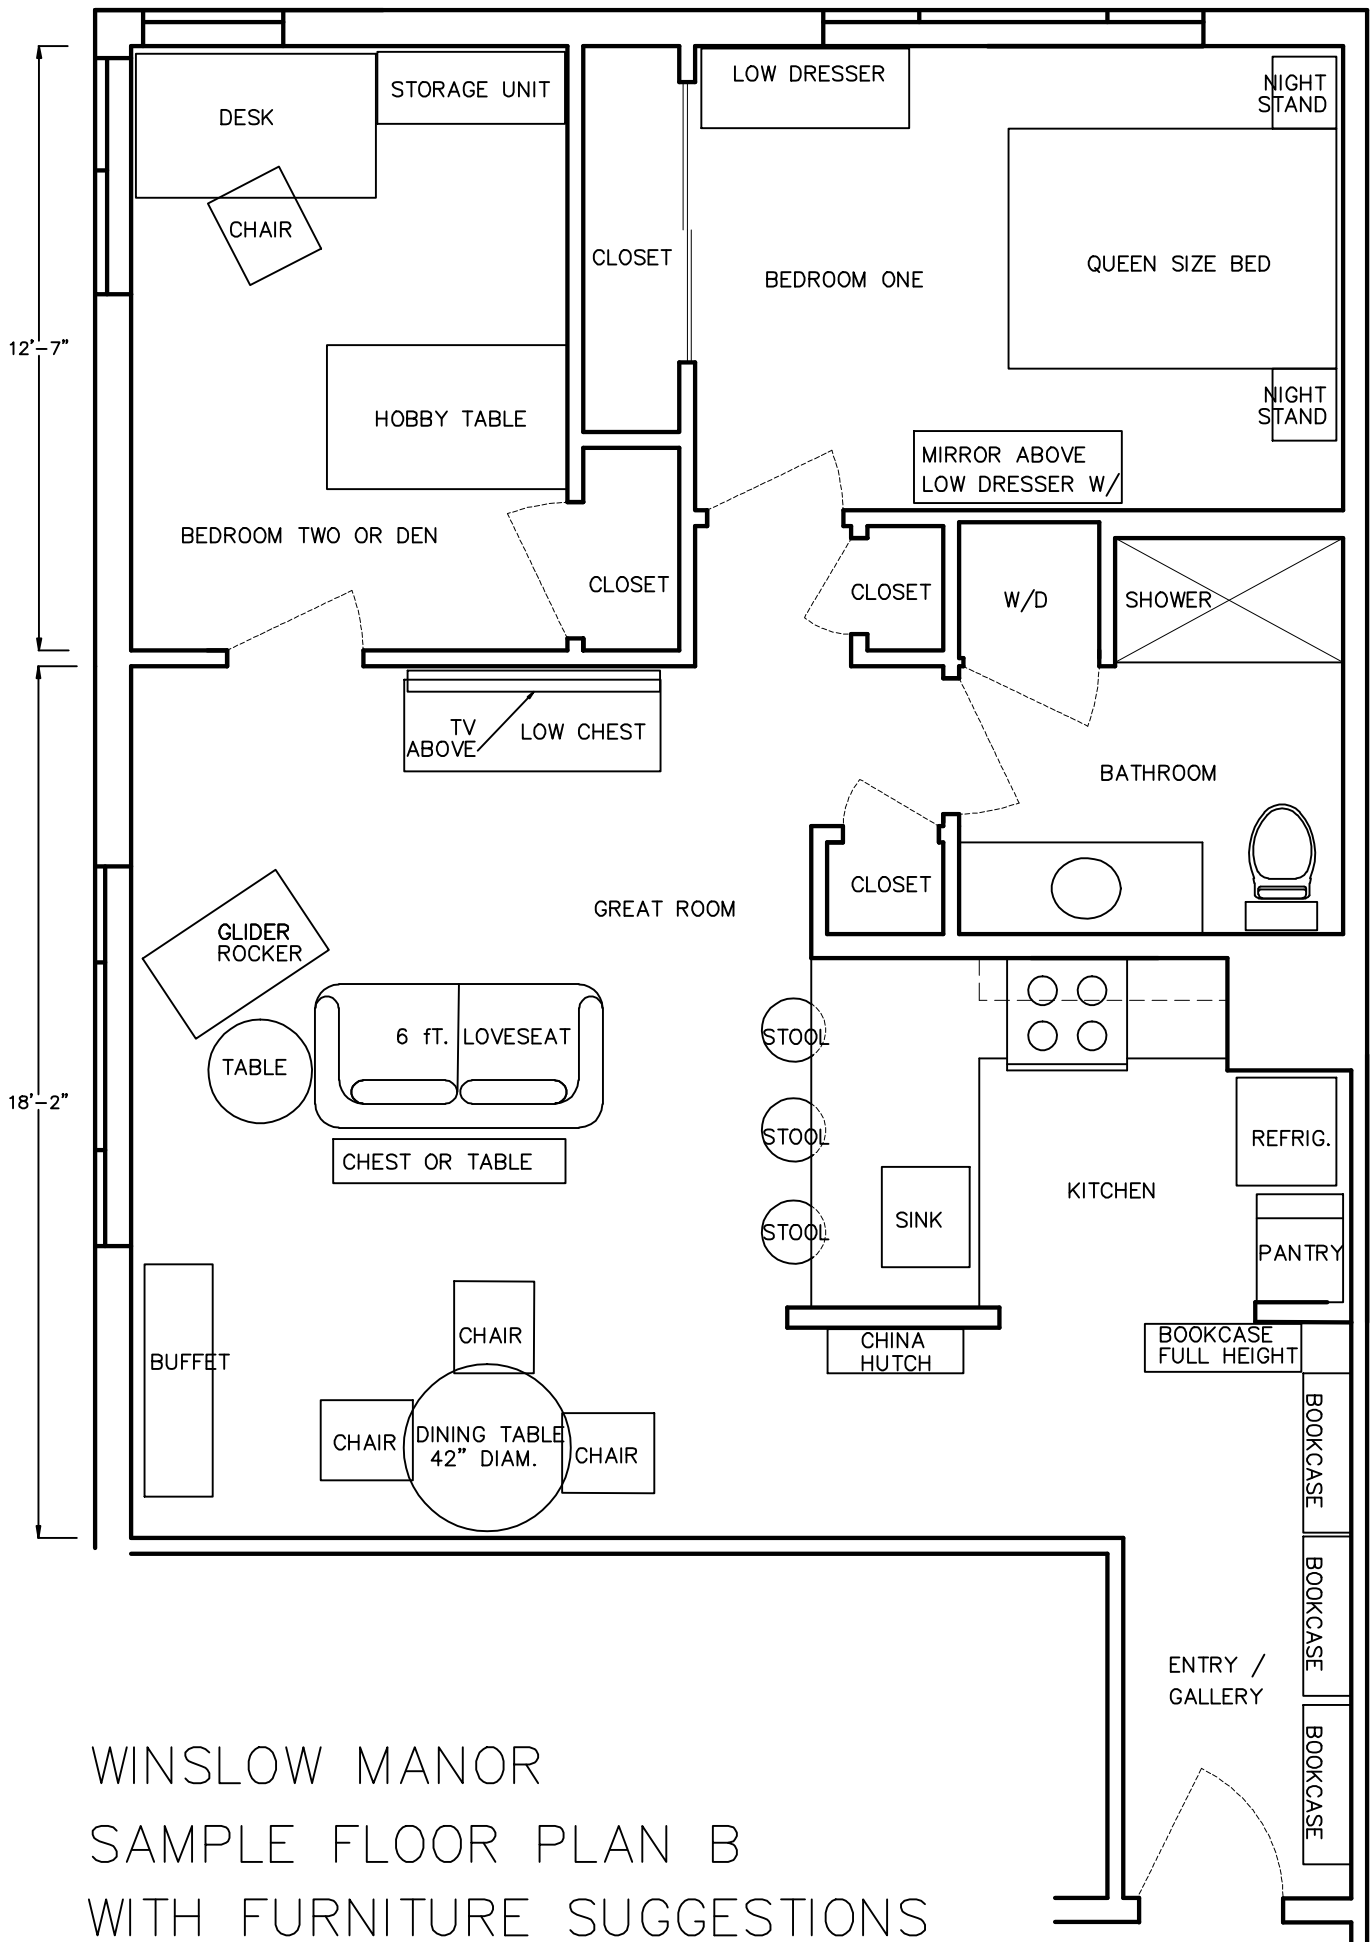 LOW DRESSER
NIGHT
STAND
STORAGE UNIT
DESK
CHAIR
CLOSET
BEDROOM ONE
QUEEN SIZE BED
12'-7"
HOBBY TABLE
NIGHT
STAND
MIRROR ABOVE
LOW DRESSER W/
BEDROOM TWO OR DEN
CLOSET
CLOSET
W/D
SHOWER
TV
ABOVE
LOW CHEST
BATHROOM
CLOSET
GREAT ROOM
GLIDER
ROCKER
6 fT. LOVESEAT
STOOL
TABLE
18'-2"
STOOL
REFRIG.
CHEST OR TABLE
KITCHEN
SINK
STOOL
PANTRY
CHAIR
CHINA
HUTCH
BOOKCASE
FULL HEIGHT
BUFFET
CHAIR
DINING TABLE
42" DIAM.
CHAIR
BOOKCASE
BOOKCASE
ENTRY /
GALLERY
BOOKCASE
WINSLOW MANOR
SAMPLE FLOOR PLAN B
WITH FURNITURE SUGGESTIONS